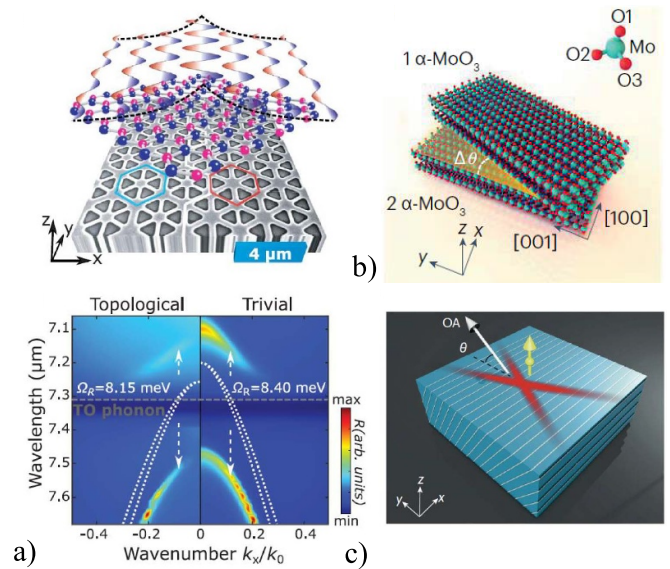 z
y
x
4 μm
1 α-MoO3
O1
Mo
O2
O3
Δθ
2 α-MoO3
[100]
[001]
z
x
y
b)
Topological Trivial
Wavelength (μm)
7.1
7.2
7.3
7.4
7.5
7.6
ΩR=8.15 meV ΩR=8.40 meV
TO phonon
max
R(arb. units)
min
-0.4 -0.2 0 0.2 0.4
Wavenumber kx/k0
a)
OA
θ
z
y
x
c)